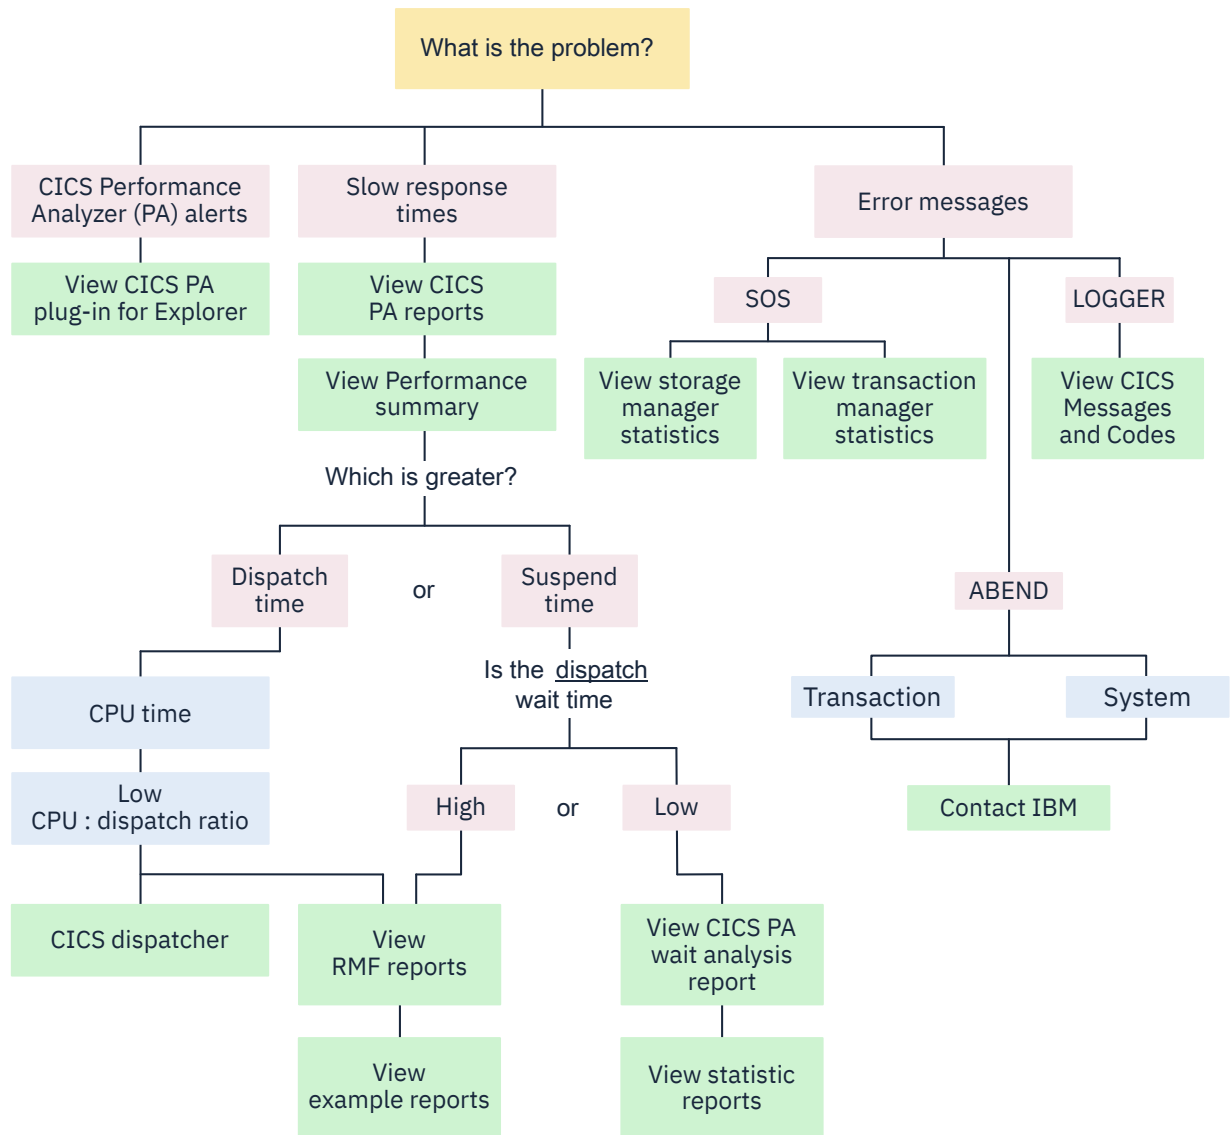 What is the problem?
CICS Performance
Analyzer (PA) alerts
Slow response
times
Error messages
View CICS PA
plug-in for Explorer
View CICS
PA reports
SOS
LOGGER
View Performance
summary
View storage
manager
statistics
View transaction
manager
statistics
View CICS
Messages
and Codes
Which is greater?
Dispatch
time
or
Suspend
time
ABEND
Is the dispatch
wait time
CPU time
Transaction
System
Low
CPU : dispatch ratio
High
or
Low
Contact IBM
CICS dispatcher
View
RMF reports
View CICS PA
wait analysis
report
View
example reports
View statistic
reports